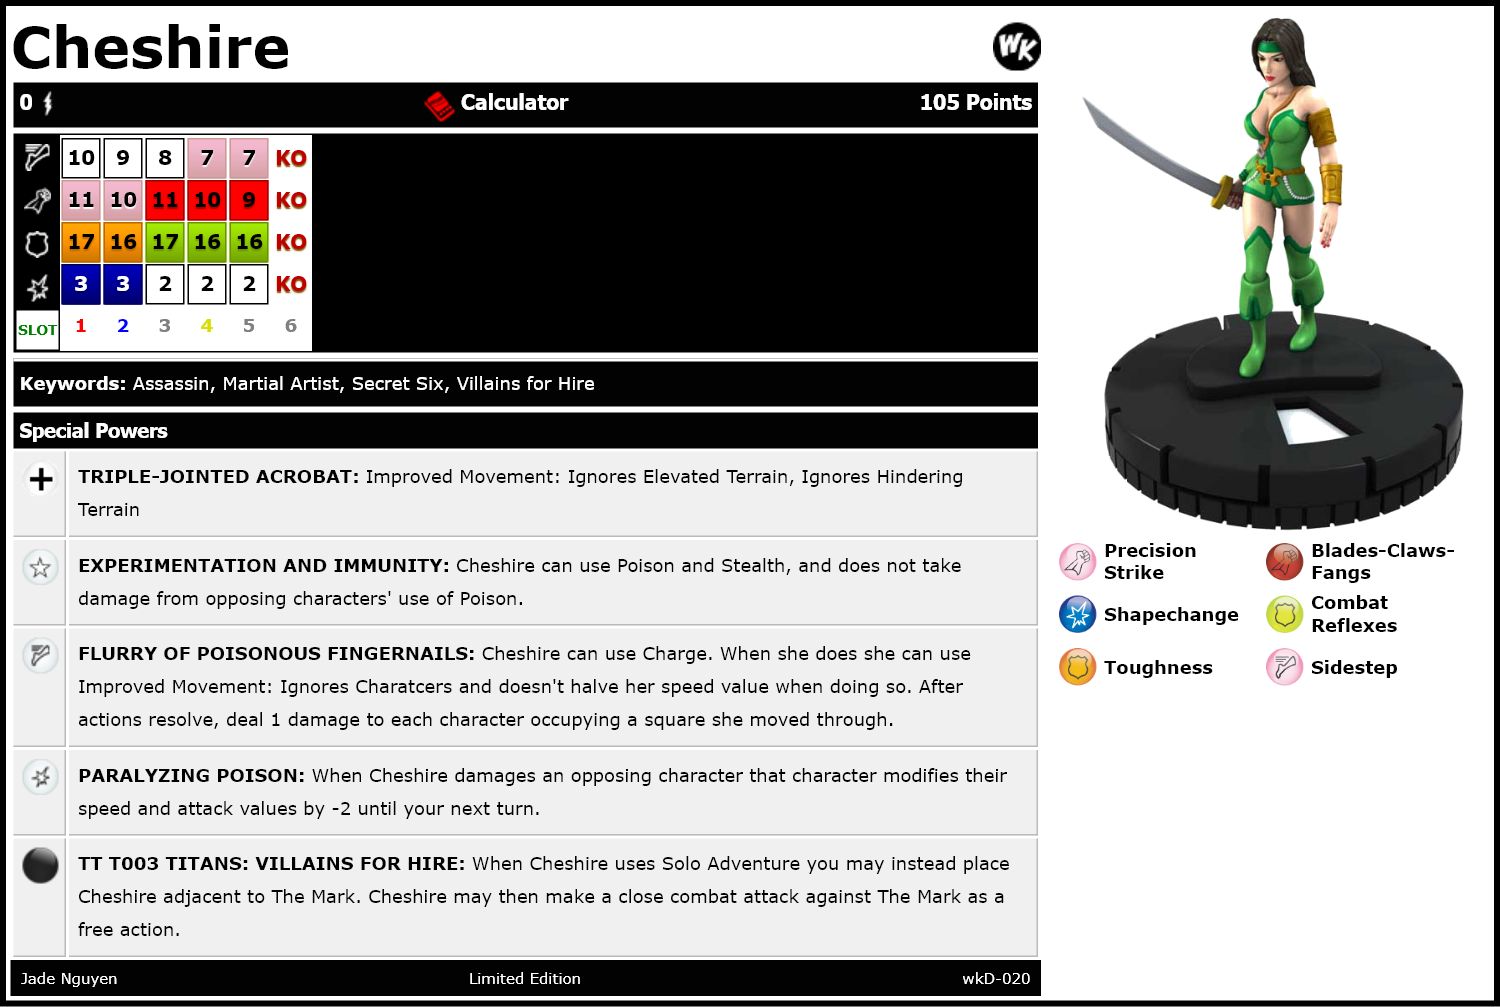 Cheshire
WK
0 Calculator 105 Points
10 9 8 7 7 KO
11 10 11 10 9 KO
17 16 17 16 16 KO
3 3 2 2 2 KO
SLOT 1 2 3 4 5 6
Keywords: Assassin, Martial Artist, Secret Six, Villains for Hire
Special Powers
TRIPLE-JOINTED ACROBAT: Improved Movement: Ignores Elevated Terrain, Ignores Hindering
Terrain
EXPERIMENTATION AND IMMUNITY: Cheshire can use Poison and Stealth, and does not take
damage from opposing characters' use of Poison.
FLURRY OF POISONOUS FINGERNAILS: Cheshire can use Charge. When she does she can use
Improved Movement: Ignores Charatcers and doesn't halve her speed value when doing so. After
actions resolve, deal 1 damage to each character occupying a square she moved through.
PARALYZING POISON: When Cheshire damages an opposing character that character modifies their
speed and attack values by -2 until your next turn.
TT T003 TITANS: VILLAINS FOR HIRE: When Cheshire uses Solo Adventure you may instead place
Cheshire adjacent to The Mark. Cheshire may then make a close combat attack against The Mark as a
free action.
Jade Nguyen Limited Edition wkD-020
Precision
Strike
Blades-Claws-
Fangs
Shapechange
Combat
Reflexes
Toughness
Sidestep